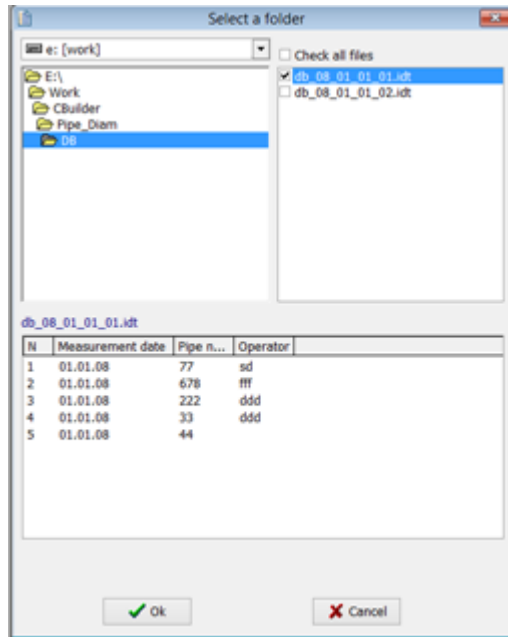 Select a folder
e: [work]
Check all files
E:\
Work
CBuilder
Pipe_Diam
DB
db_08_01_01_01.idt
db_08_01_01_02.idt
db_08_01_01_01.idt
N Measurement date Pipe n... Operator
1 01.01.08 77 sd
2 01.01.08 678 fff
3 01.01.08 222 ddd
4 01.01.08 33 ddd
5 01.01.08 44
Ok
Cancel